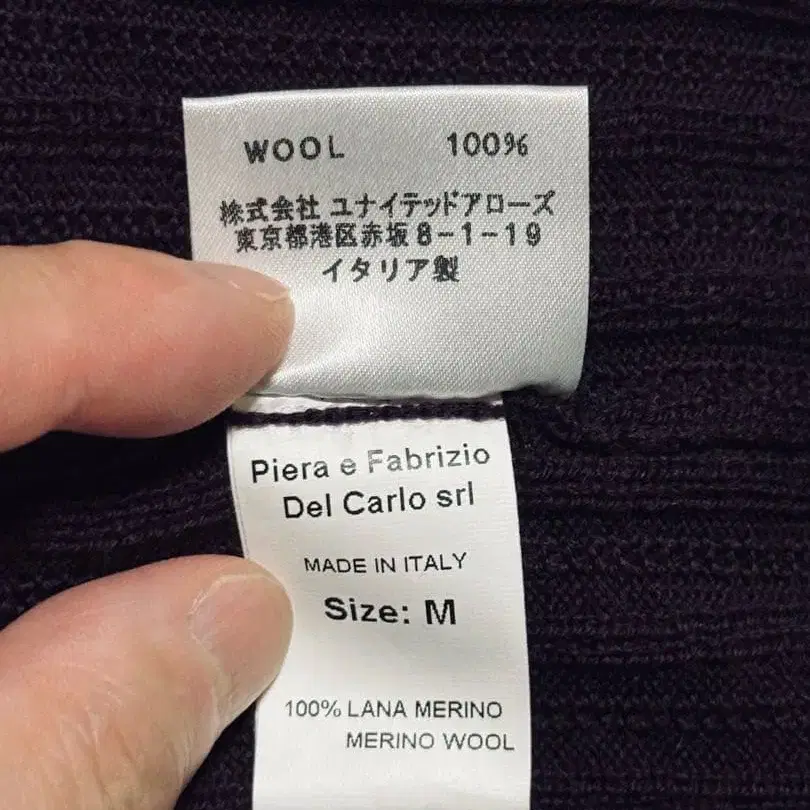 WOOL 100%
株式会社 ユナイテッドアローズ
東京都港区赤坂8-1-19
イタリア製
Piera e Fabrizio
Del Carlo srl
MADE IN ITALY
Size: M
100% LANA MERINO
MERINO WOOL